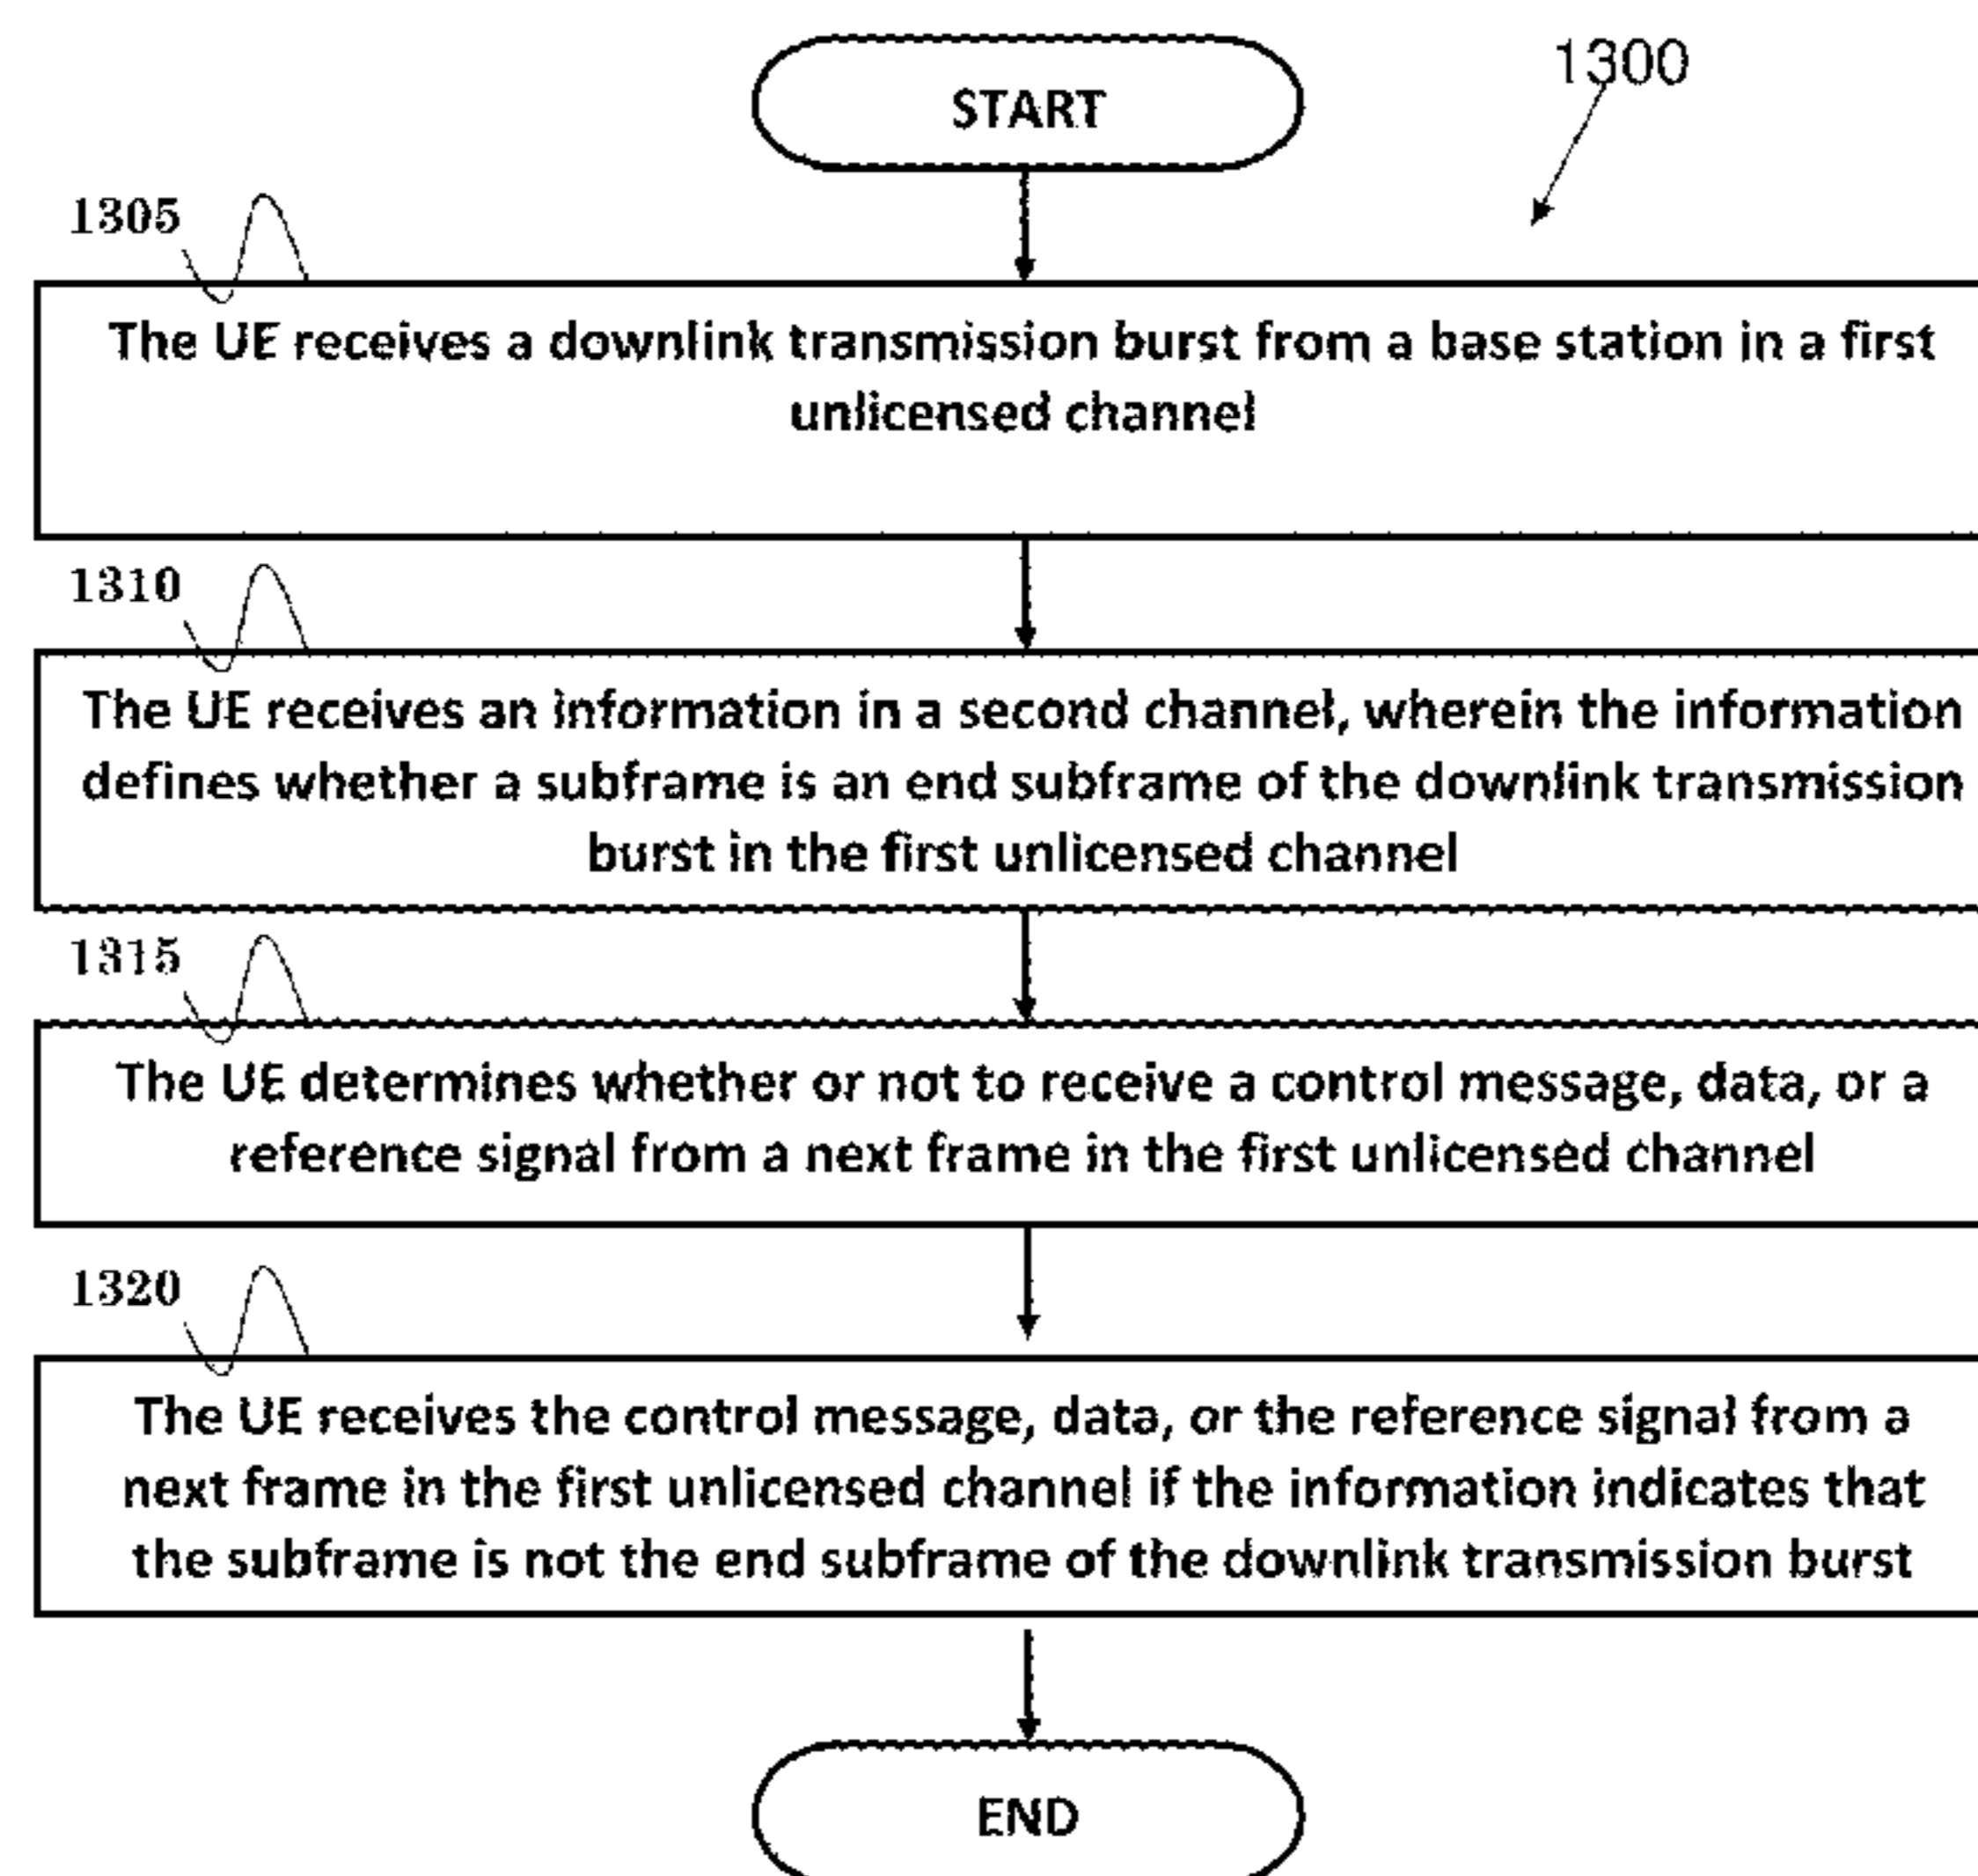 START
1300
1305
The UE receives a downlink transmission burst from a base station in a first
unlicensed channel
1310
The UE receives an information in a second channel, wherein the information
defines whether a subframe is an end subframe of the downlink transmission
burst in the first unlicensed channel
1315
The UE determines whether or not to receive a control message, data, or a
reference signal from a next frame in the first unlicensed channel
1320
The UE receives the control message, data, or the reference signal from a
next frame in the first unlicensed channel if the information indicates that
the subframe is not the end subframe of the downlink transmission burst
END